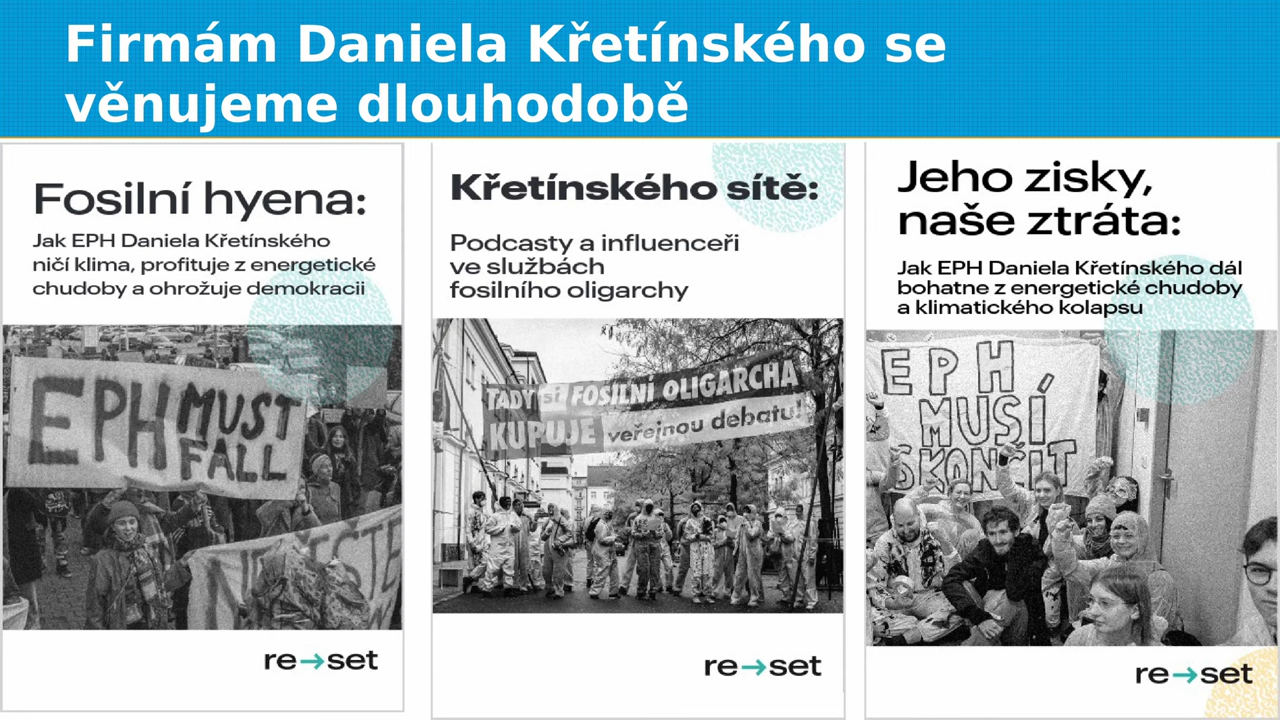 Firmám Daniela Křetínského se
věnujeme dlouhodobě
Fosilní hyena:
Jak EPH Daniela Křetínského
ničí klima, profituje z energetické
chudoby a ohrožuje demokracii
EPH MUST
FALL
re→set
Křetínského sítě:
Podcasty a influenceři
ve službách
fosilního oligarchy
TADY SI FOSILNÍ OLIGARCHA
KUPUJE veřejnou debatu!
re→set
Jeho zisky,
naše ztráta:
Jak EPH Daniela Křetínského dál
bohatne z energetické chudoby
a klimatického kolapsu
EPH
MUSÍ
SKONČIT
re→set